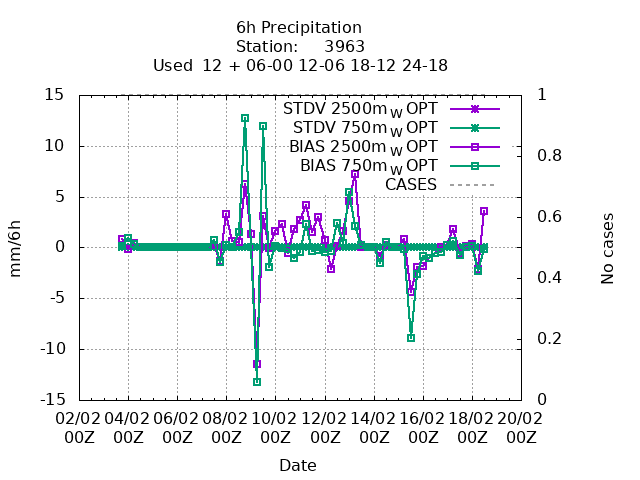 6h Precipitation
Station: 3963
Used 12 + 06-00 12-06 18-12 24-18
STDV 2500m W OPT
STDV 750m W OPT
BIAS 2500m W OPT
BIAS 750m W OPT
CASES
15
10
5
0
-5
-10
-15
mm/6h
1
0.8
0.6
0.4
0.2
0
No cases
02/02 04/02 06/02 08/02 10/02 12/02 14/02 16/02 18/02 20/02
00Z 00Z 00Z 00Z 00Z 00Z 00Z 00Z 00Z 00Z
Date